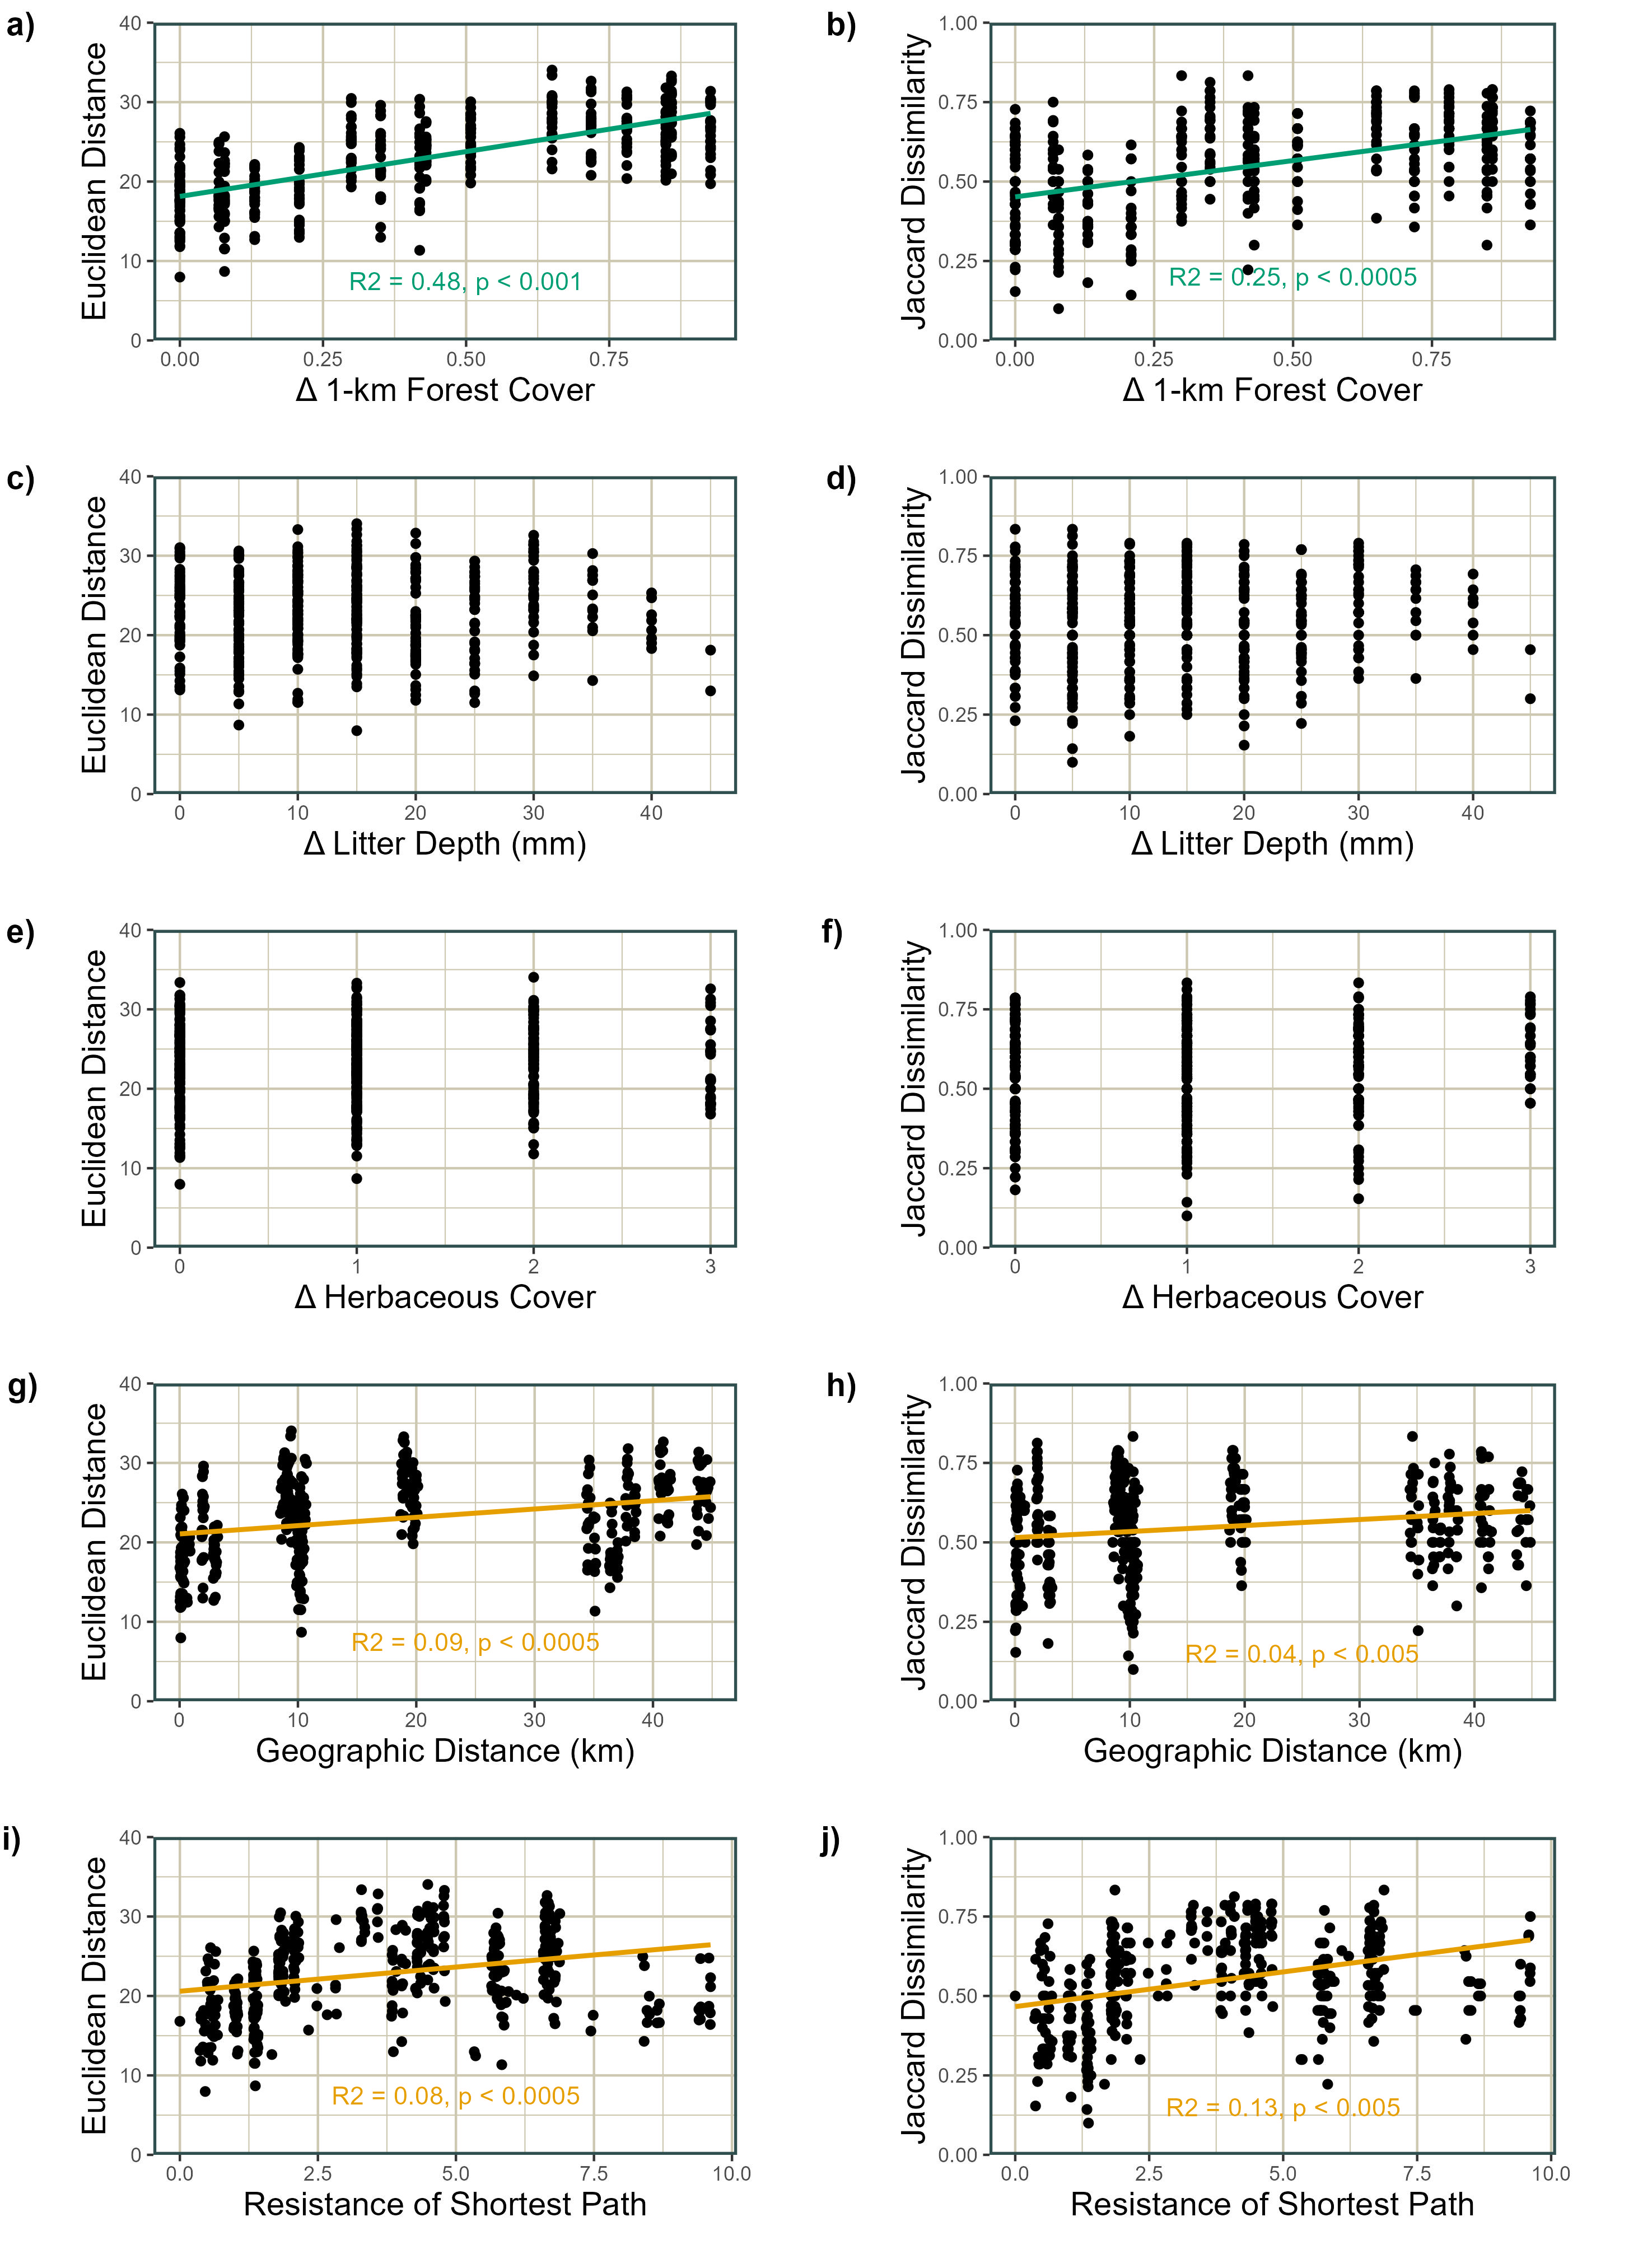 a)
Euclidean Distance
40
30
20
10
0
R2 = 0.48, p < 0.001
0.00 0.25 0.50 0.75
Δ 1-km Forest Cover
b)
Jaccard Dissimilarity
1.00
0.75
0.50
0.25
0.00
R2 = 0.25, p < 0.0005
0.00 0.25 0.50 0.75
Δ 1-km Forest Cover
c)
Euclidean Distance
40
30
20
10
0
0 10 20 30 40
Δ Litter Depth (mm)
d)
Jaccard Dissimilarity
1.00
0.75
0.50
0.25
0.00
0 10 20 30 40
Δ Litter Depth (mm)
e)
Euclidean Distance
40
30
20
10
0
0 1 2 3
Δ Herbaceous Cover
f)
Jaccard Dissimilarity
1.00
0.75
0.50
0.25
0.00
0 1 2 3
Δ Herbaceous Cover
g)
Euclidean Distance
40
30
20
10
0
R2 = 0.09, p < 0.0005
0 10 20 30 40
Geographic Distance (km)
h)
Jaccard Dissimilarity
1.00
0.75
0.50
0.25
0.00
R2 = 0.04, p < 0.005
0 10 20 30 40
Geographic Distance (km)
i)
Euclidean Distance
40
30
20
10
0
R2 = 0.08, p < 0.0005
0.0 2.5 5.0 7.5 10.0
Resistance of Shortest Path
j)
Jaccard Dissimilarity
1.00
0.75
0.50
0.25
0.00
R2 = 0.13, p < 0.005
0.0 2.5 5.0 7.5 10.0
Resistance of Shortest Path